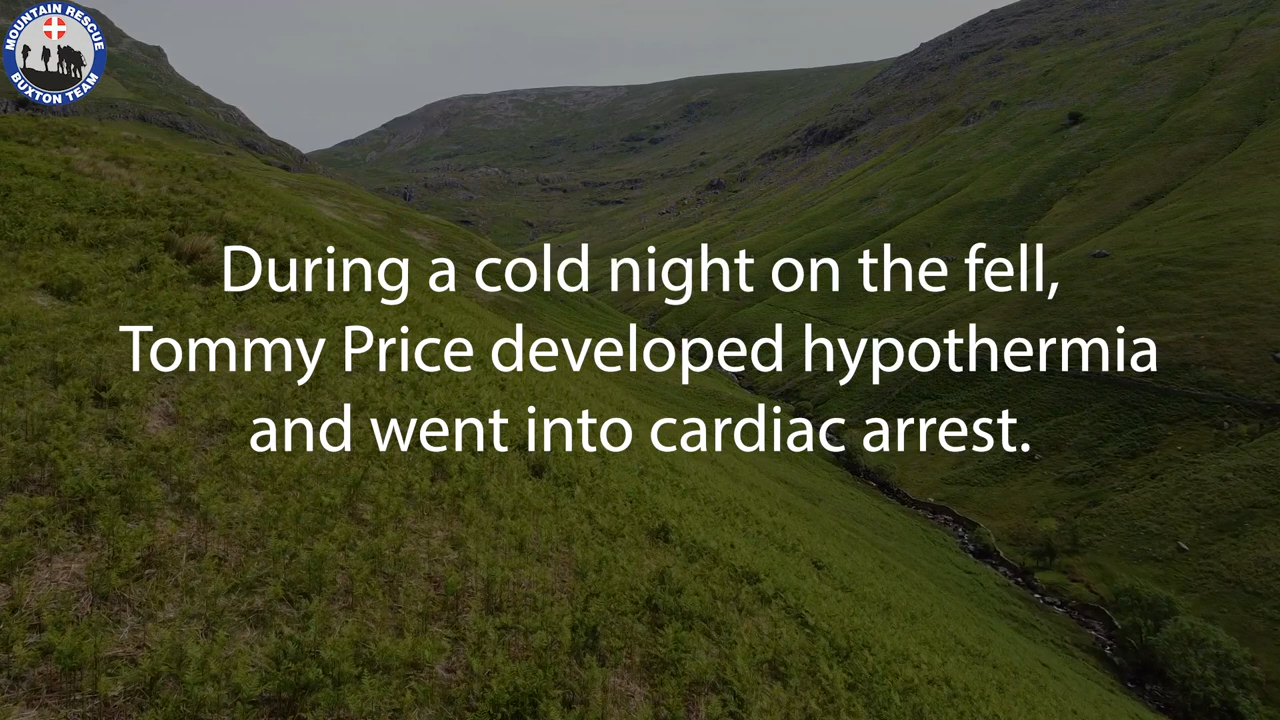 MOUNTAIN RESCUE
BUXTON TEAM
During a cold night on the fell,
Tommy Price developed hypothermia
and went into cardiac arrest.